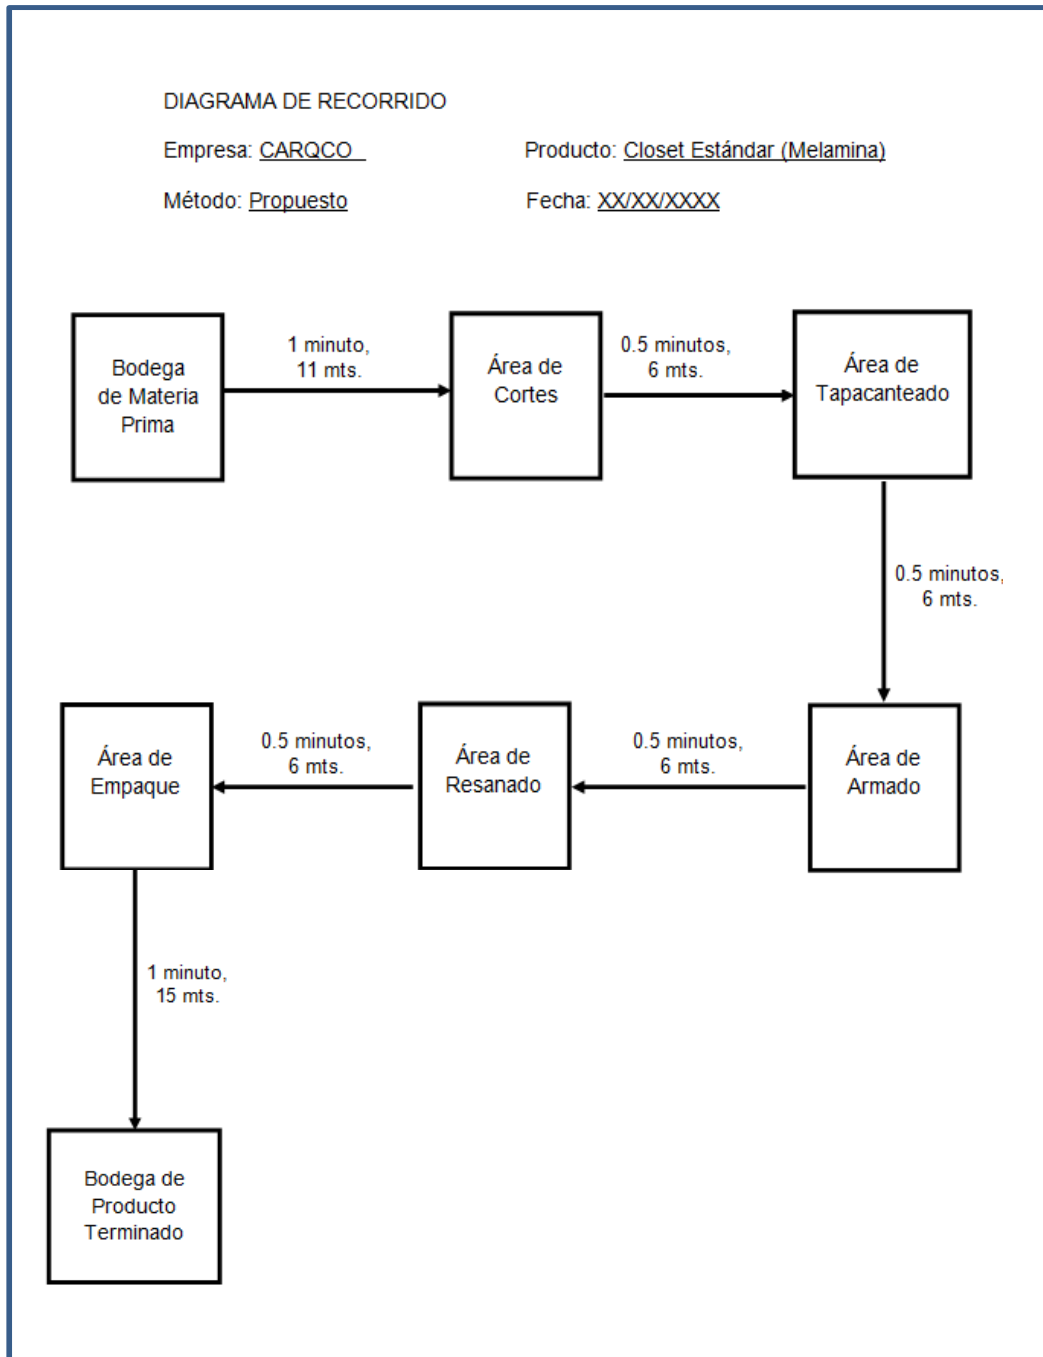 DIAGRAMA DE RECORRIDO
Empresa: CARQCO
Producto: Closet Estándar (Melamina)
Método: Propuesto
Fecha: XX/XX/XXXX
Bodega
de Materia
Prima
1 minuto,
11 mts.
Área de
Cortes
0.5 minutos,
6 mts.
Área de
Tapacanteado
0.5 minutos,
6 mts.
Área de
Armado
0.5 minutos,
6 mts.
Área de
Resanado
0.5 minutos,
6 mts.
Área de
Empaque
1 minuto,
15 mts.
Bodega de
Producto
Terminado